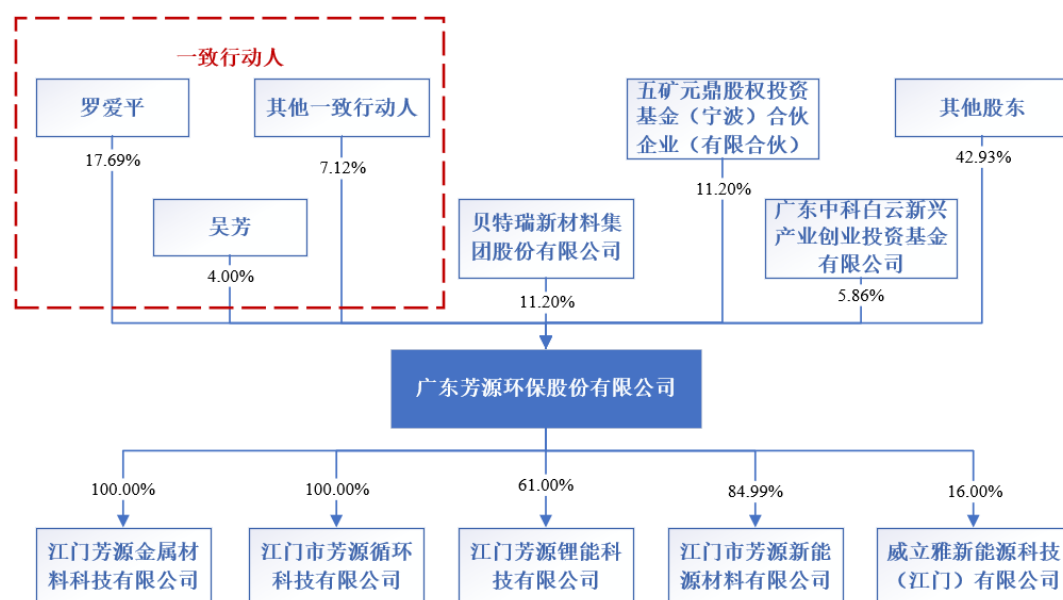 一致行动人
罗爱平
其他一致行动人
五矿元鼎股权投资
基金（宁波）合伙
企业（有限合伙）
其他股东
17.69%
7.12%
11.20%
42.93%
吴芳
贝特瑞新材料集
团股份有限公司
广东中科白云新兴
产业创业投资基金
有限公司
4.00%
11.20%
5.86%
广东芳源环保股份有限公司
100.00%
100.00%
61.00%
84.99%
16.00%
江门芳源金属材
料科技有限公司
江门市芳源循环
科技有限公司
江门芳源锂能科
技有限公司
江门市芳源新能
源材料有限公司
威立雅新能源科技
（江门）有限公司